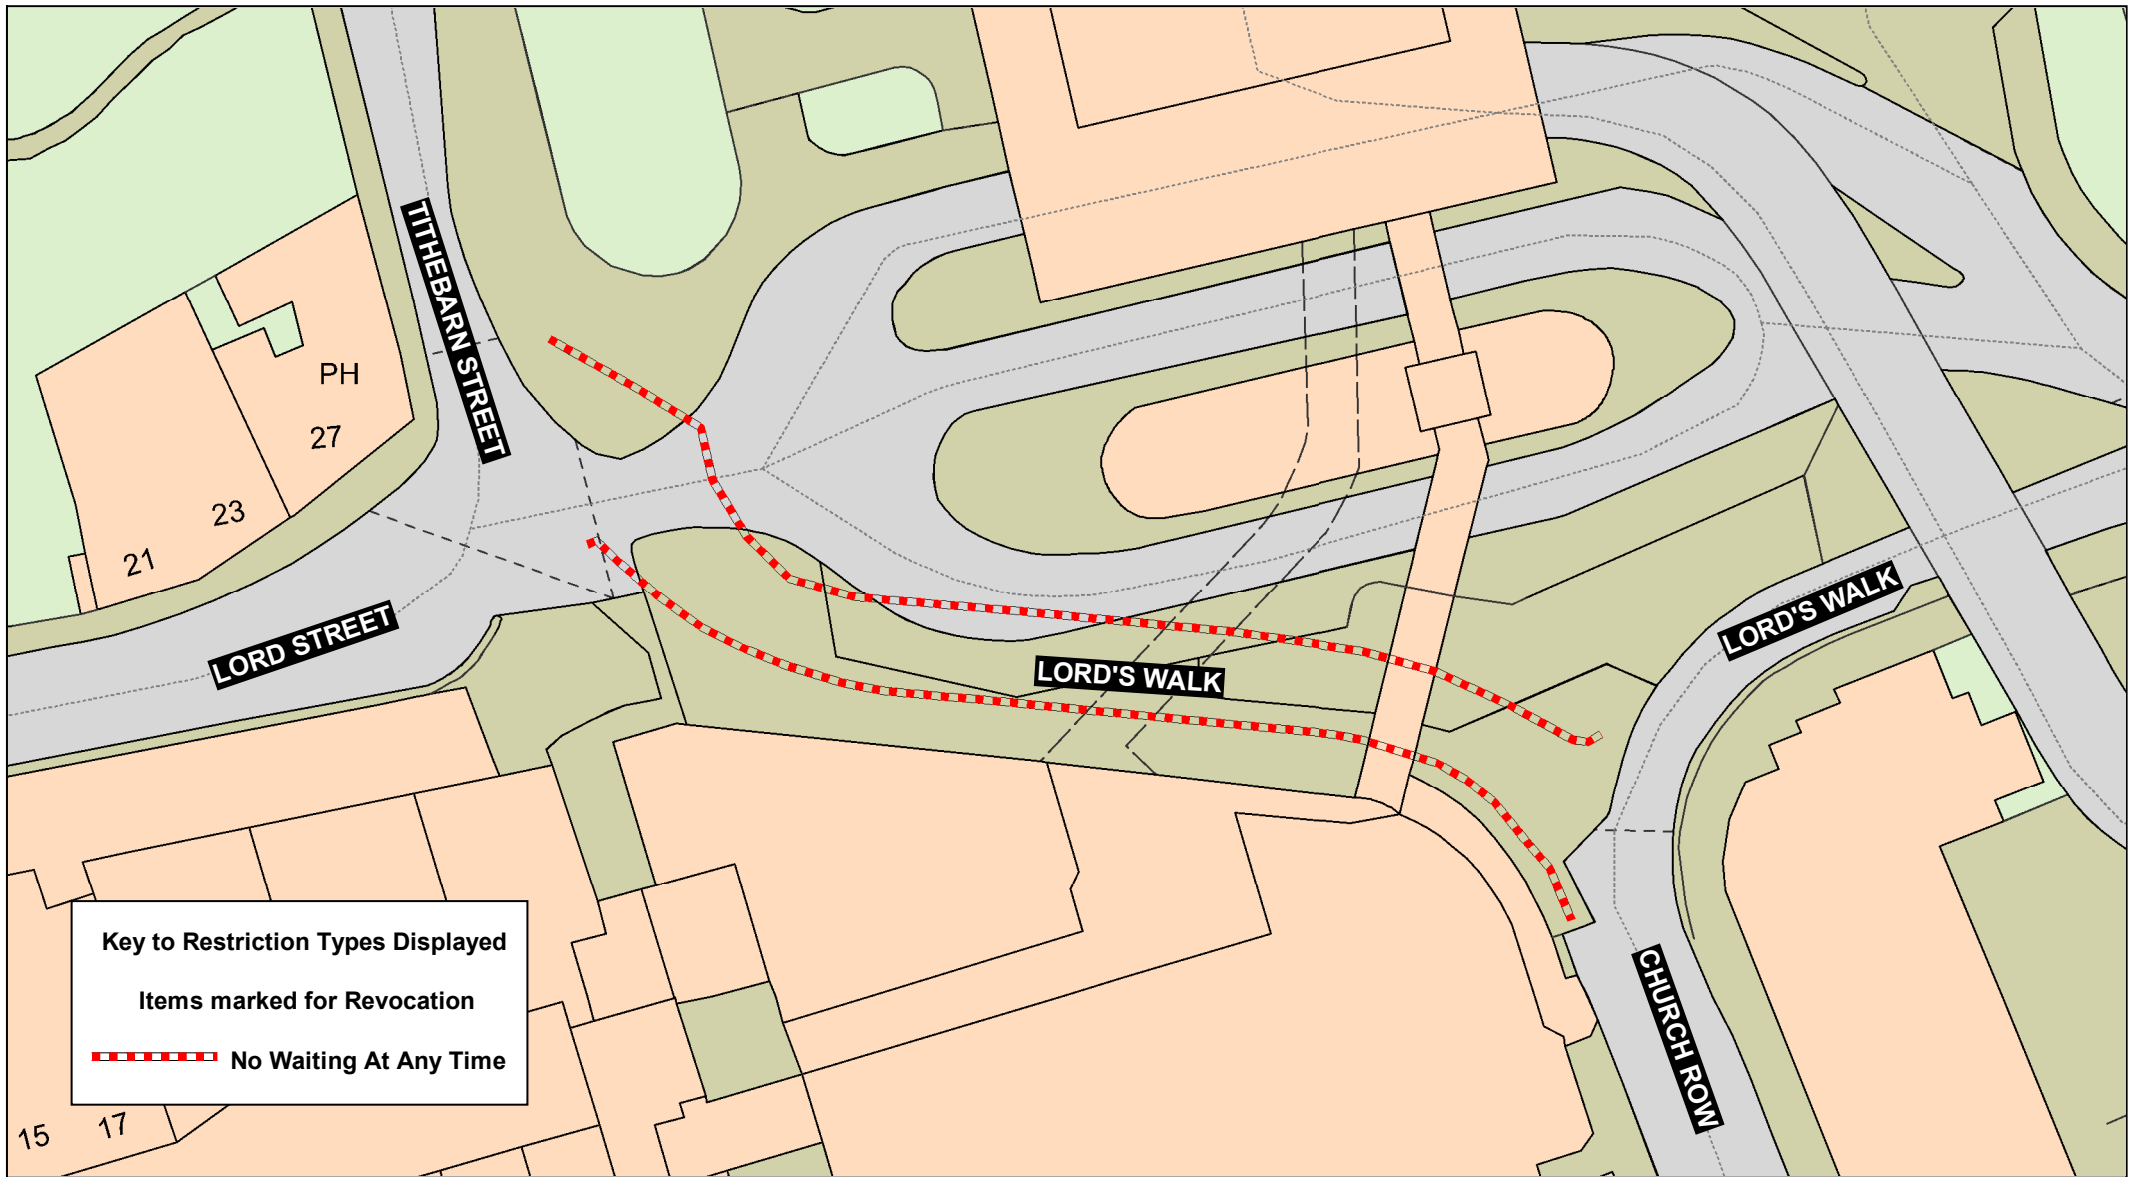 TITHEBARN STREET
PH
27
23
21
LORD STREET
LORD'S WALK
LORD'S WALK
CHURCH ROW
Key to Restriction Types Displayed
Items marked for Revocation
No Waiting At Any Time
15
17